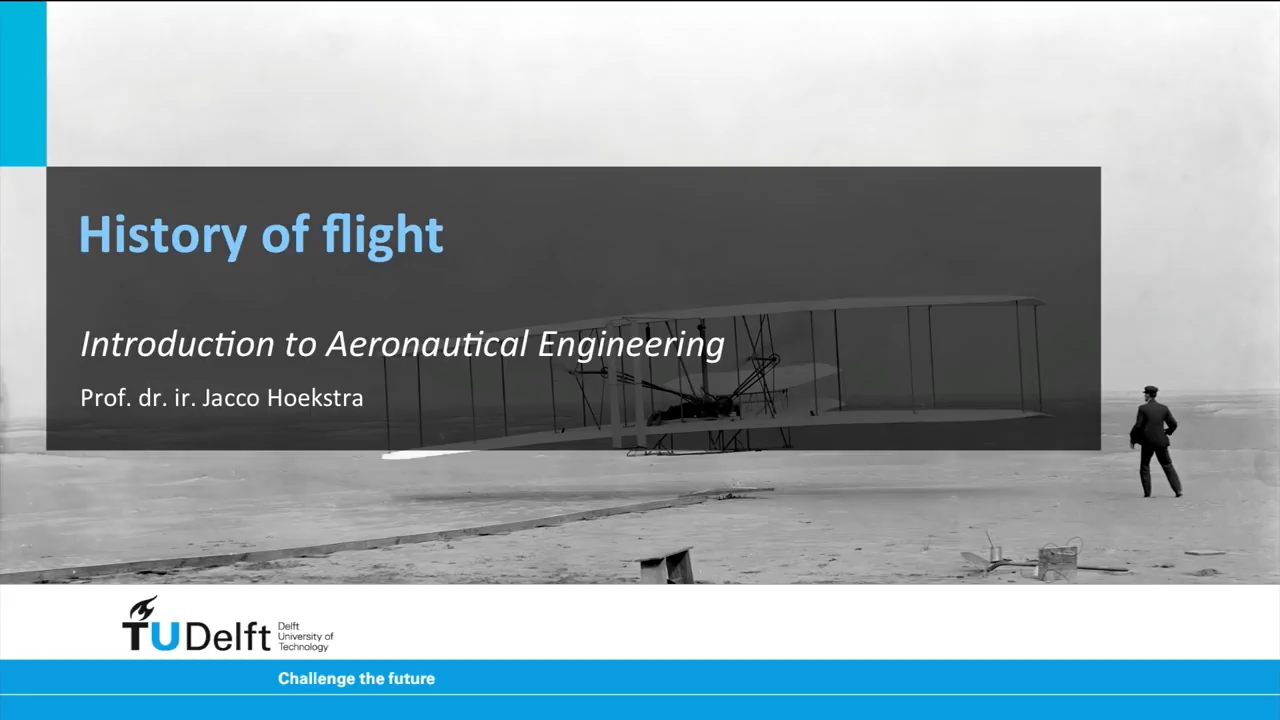 History of flight
Introduction to Aeronautical Engineering
Prof. dr. ir. Jacco Hoekstra
TUDelft
Delft
University of
Technology
Challenge the future